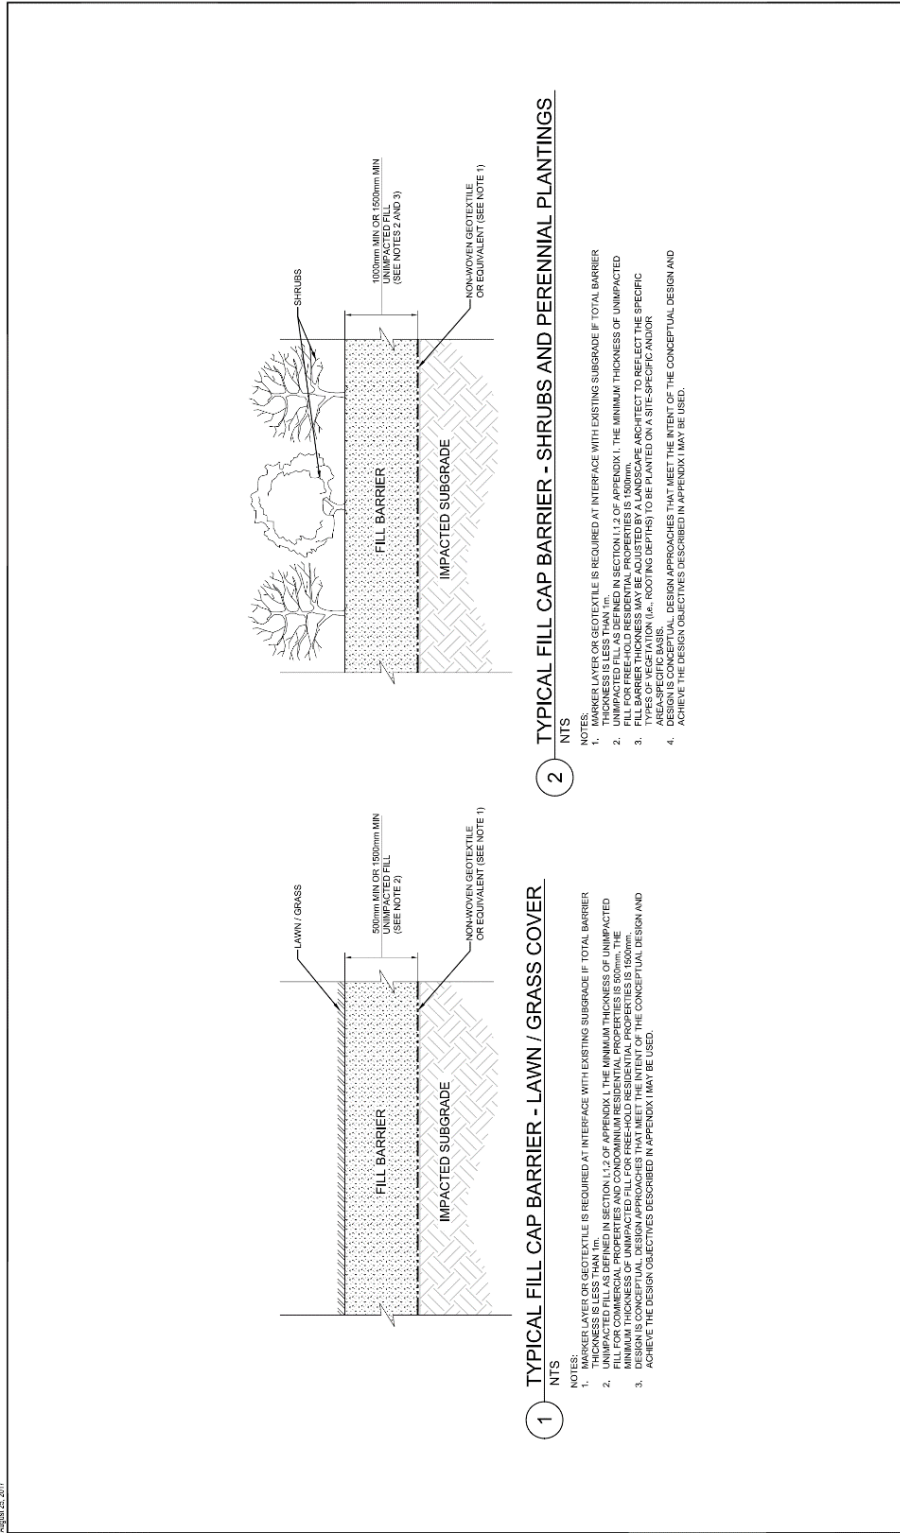 August 25, 2017
LAWN / GRASS
500mm MIN OR 1500mm MIN
UNIMPACTED FILL
(SEE NOTE 2)
FILL BARRIER
NON-WOVEN GEOTEXTILE
OR EQUIVALENT (SEE NOTE 1)
IMPACTED SUBGRADE
1
TYPICAL FILL CAP BARRIER - LAWN / GRASS COVER
NTS
NOTES:
1. MARKER LAYER OR GEOTEXTILE IS REQUIRED AT INTERFACE WITH EXISTING SUBGRADE IF TOTAL BARRIER
THICKNESS IS LESS THAN 1m.
2. UNIMPACTED FILL AS DEFINED IN SECTION I.1.2 OF APPENDIX I. THE MINIMUM THICKNESS OF UNIMPACTED
FILL FOR COMMERCIAL PROPERTIES AND CONDOMINIUM RESIDENTIAL PROPERTIES IS 500mm. THE
MINIMUM THICKNESS OF UNIMPACTED FILL FOR FREE-HOLD RESIDENTIAL PROPERTIES IS 1500mm.
3. DESIGN IS CONCEPTUAL. DESIGN APPROACHES THAT MEET THE INTENT OF THE CONCEPTUAL DESIGN AND
ACHIEVE THE DESIGN OBJECTIVES DESCRIBED IN APPENDIX I MAY BE USED.
SHRUBS
1000mm MIN OR 1500mm MIN
UNIMPACTED FILL
(SEE NOTES 2 AND 3)
FILL BARRIER
NON-WOVEN GEOTEXTILE
OR EQUIVALENT (SEE NOTE 1)
IMPACTED SUBGRADE
2
TYPICAL FILL CAP BARRIER - SHRUBS AND PERENNIAL PLANTINGS
NTS
NOTES:
1. MARKER LAYER OR GEOTEXTILE IS REQUIRED AT INTERFACE WITH EXISTING SUBGRADE IF TOTAL BARRIER
THICKNESS IS LESS THAN 1m.
2. UNIMPACTED FILL AS DEFINED IN SECTION I.1.2 OF APPENDIX I. THE MINIMUM THICKNESS OF UNIMPACTED
FILL FOR FREE-HOLD RESIDENTIAL PROPERTIES IS 1500mm.
3. FILL BARRIER THICKNESS MAY BE ADJUSTED BY A LANDSCAPE ARCHITECT TO REFLECT THE SPECIFIC
TYPES OF VEGETATION (i.e., ROOTING DEPTHS) TO BE PLANTED ON A SITE-SPECIFIC AND/OR
AREA-SPECIFIC BASIS.
4. DESIGN IS CONCEPTUAL. DESIGN APPROACHES THAT MEET THE INTENT OF THE CONCEPTUAL DESIGN AND
ACHIEVE THE DESIGN OBJECTIVES DESCRIBED IN APPENDIX I MAY BE USED.